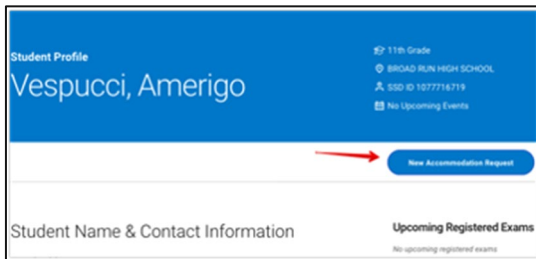 Student Profile
Vespucci, Amerigo
11th Grade
BROAD RUN HIGH SCHOOL
SSD ID 1077716719
No Upcoming Events
New Accommodation Request
Student Name & Contact Information
Upcoming Registered Exams
No upcoming registered exams